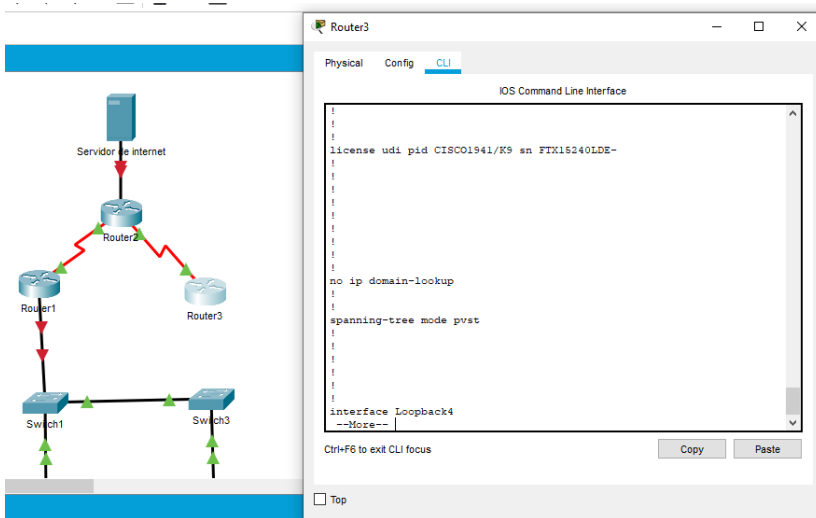 Servidor de internet
Router2
Router1
Router3
Switch1
Switch3
Router3
Physical Config CLI
IOS Command Line Interface
!
!
!
license udi pid CISCO1941/K9 sn FTX15240LDE-
!
!
!
!
!
!
!
!
!
no ip domain-lookup
!
!
spanning-tree mode pvst
!
!
!
!
!
!
interface Loopback4
--More--
Ctrl+F6 to exit CLI focus
Copy Paste
Top